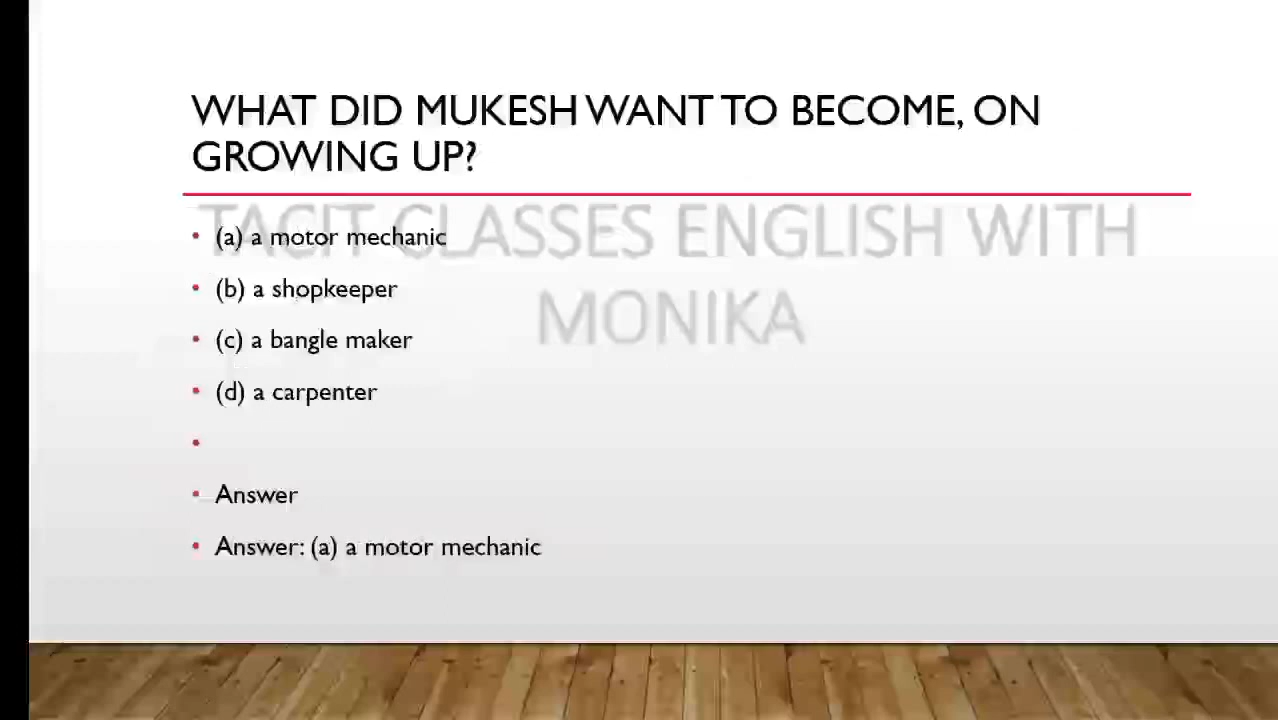 WHAT DID MUKESH WANT TO BECOME, ON
GROWING UP?
TACIT CLASSES ENGLISH WITH
MONIKA
• (a) a motor mechanic
• (b) a shopkeeper
• (c) a bangle maker
• (d) a carpenter
•
• Answer
• Answer: (a) a motor mechanic